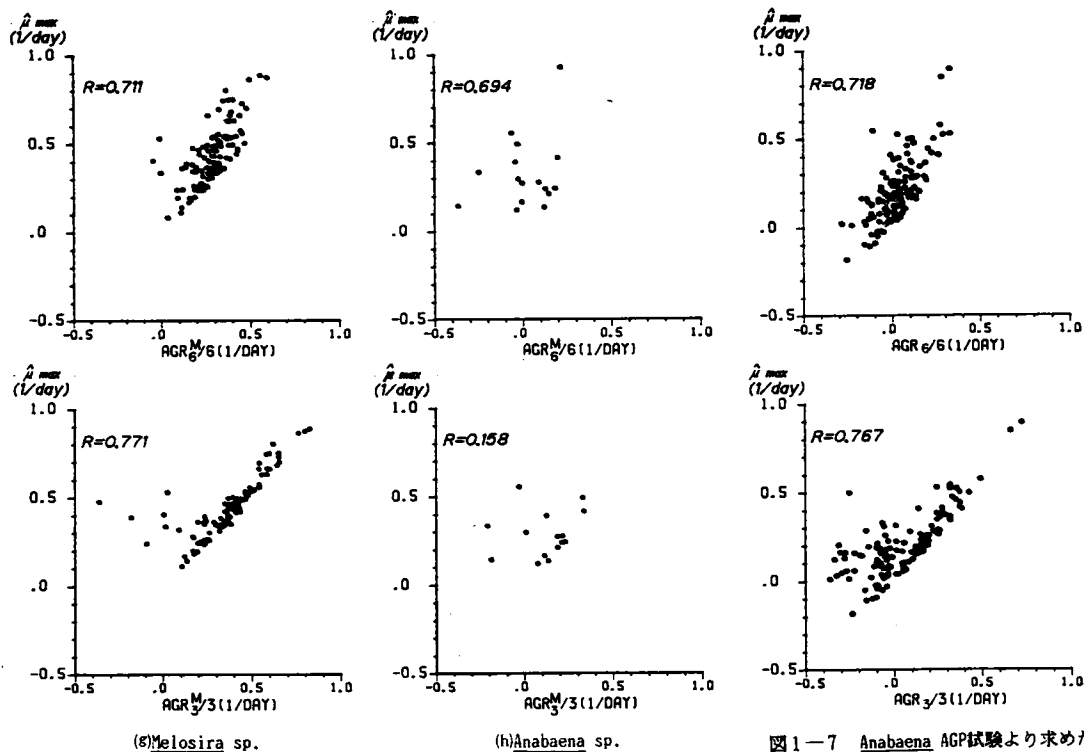 μ̂ max
(1/day)
1.0
R=0.711
0.5
.0
-0.5
-0.5 .0 0.5 1.0
AGR₆ᴹ/6(1/DAY)
μ̂ max
(1/day)
1.0
R=0.694
0.5
.0
-0.5
-0.5 .0 0.5 1.0
AGR₆ᴹ/6(1/DAY)
μ̂ max
(1/day)
1.0
R=0.718
0.5
0.0
-0.5
-0.5 .0 0.5 1.0
AGR₆/6(1/DAY)
μ̂ max
(1/day)
1.0
R=0.771
0.5
.0
-0.5
-0.5 .0 0.5 1.0
AGR₃ᴹ/3(1/DAY)
(g)Melosira sp.
μ̂ max
(1/day)
1.0
R=0.158
0.5
.0
-0.5
-0.5 .0 0.5 1.0
AGR₃ᴹ/3(1/DAY)
(h)Anabaena sp.
μ̂ max
(1/day)
1.0
R=0.767
0.5
.0
-0.5
-0.5 .0 0.5 1.0
AGR₃/3(1/DAY)
図1-7 Anabaena AGP試験より求めた